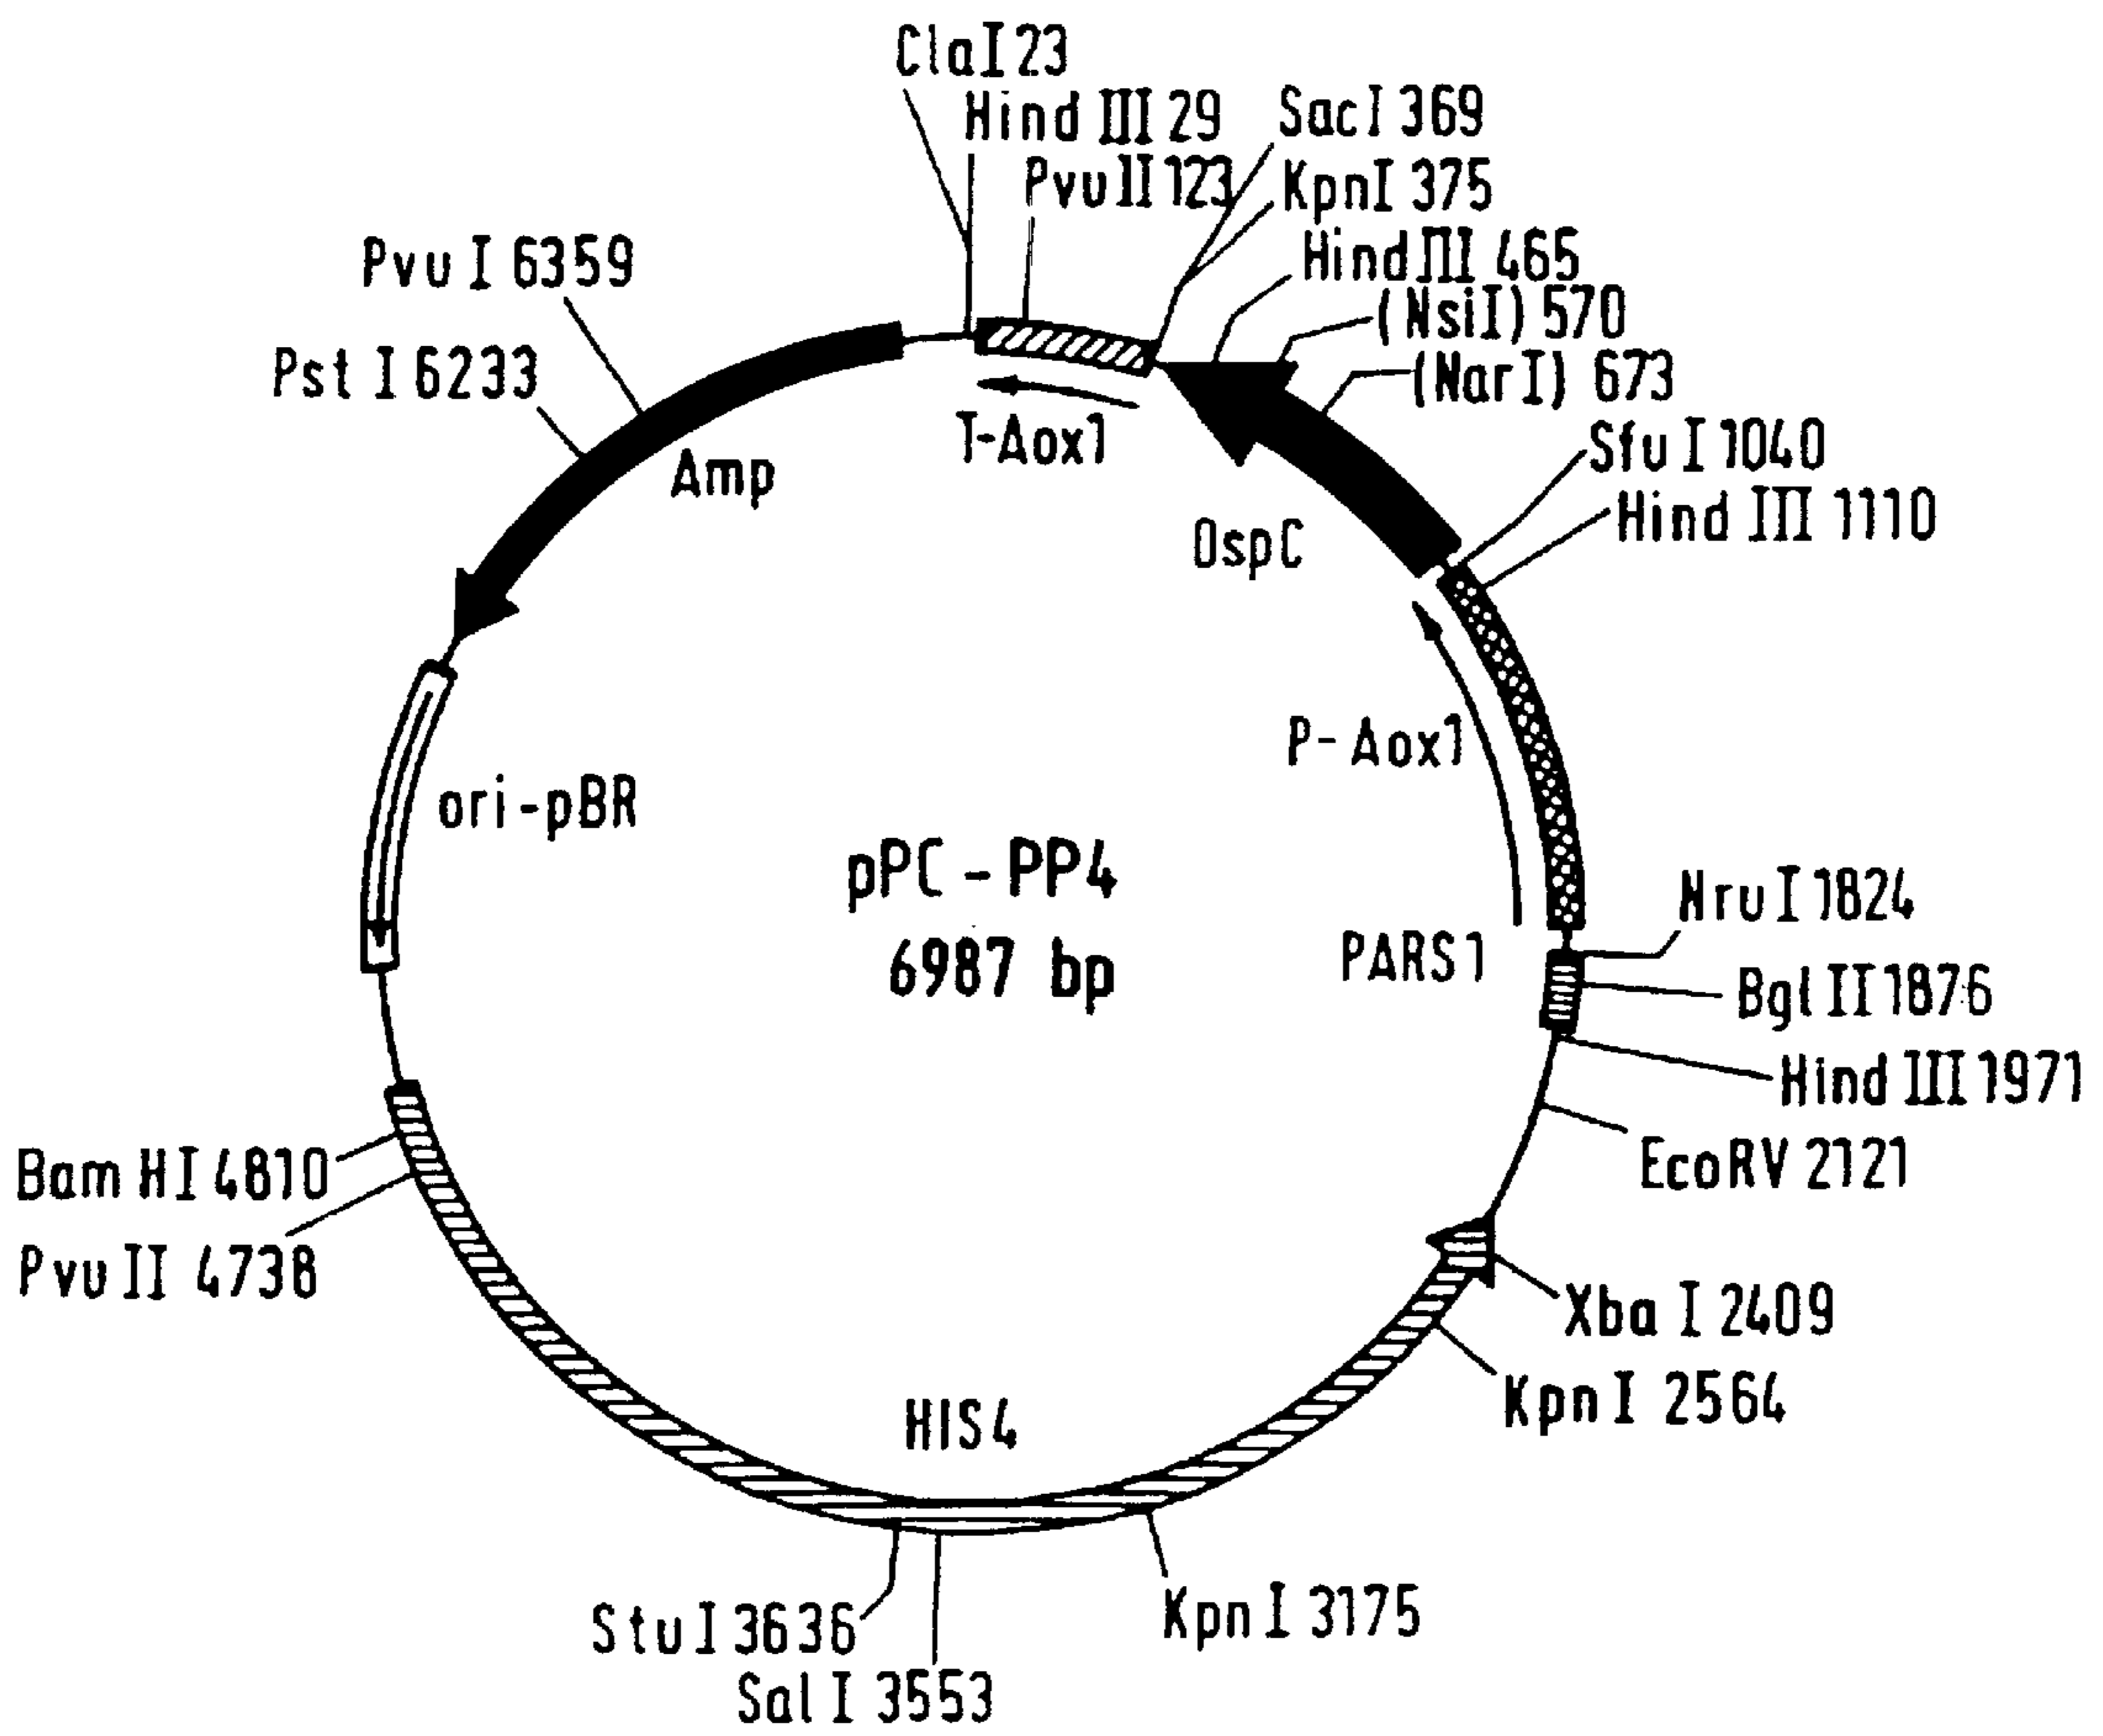 ClaI 23
Hind III 29
PvuII 123
SacI 369
KpnI 375
Hind III 465
(NsiI) 570
(NarI) 673
SfuI 1040
Hind III 1110
PvuI 6359
PstI 6233
Amp
T-Aox1
OspC
P-Aox1
ori-pBR
pPC-PP4
6987 bp
PARS1
NruI 1824
BglII 1876
Hind III 1971
EcoRV 2121
XbaI 2409
KpnI 2564
BamHI 4810
PvuII 4738
HIS4
KpnI 3175
StuI 3636
SalI 3553